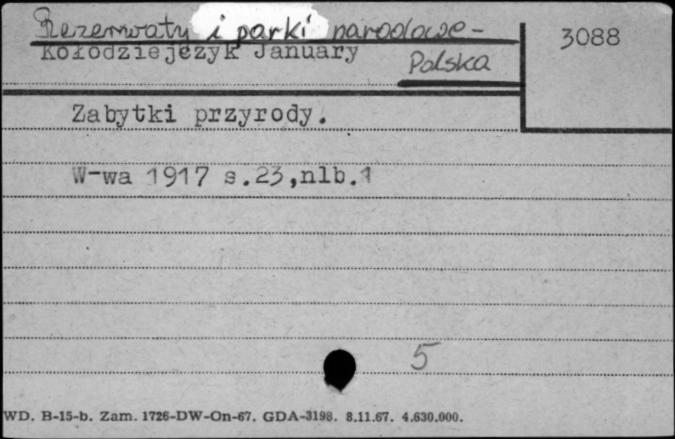 Rezerwaty i parki narodowe -
3088
Kołodziejczyk January
Polska
Zabytki przyrody.
W-wa 1917 s.23,nlb.1
5
WD. B-15-b. Zam. 1726-DW-On-67. GDA-3198. 8.11.67. 4.630.000.